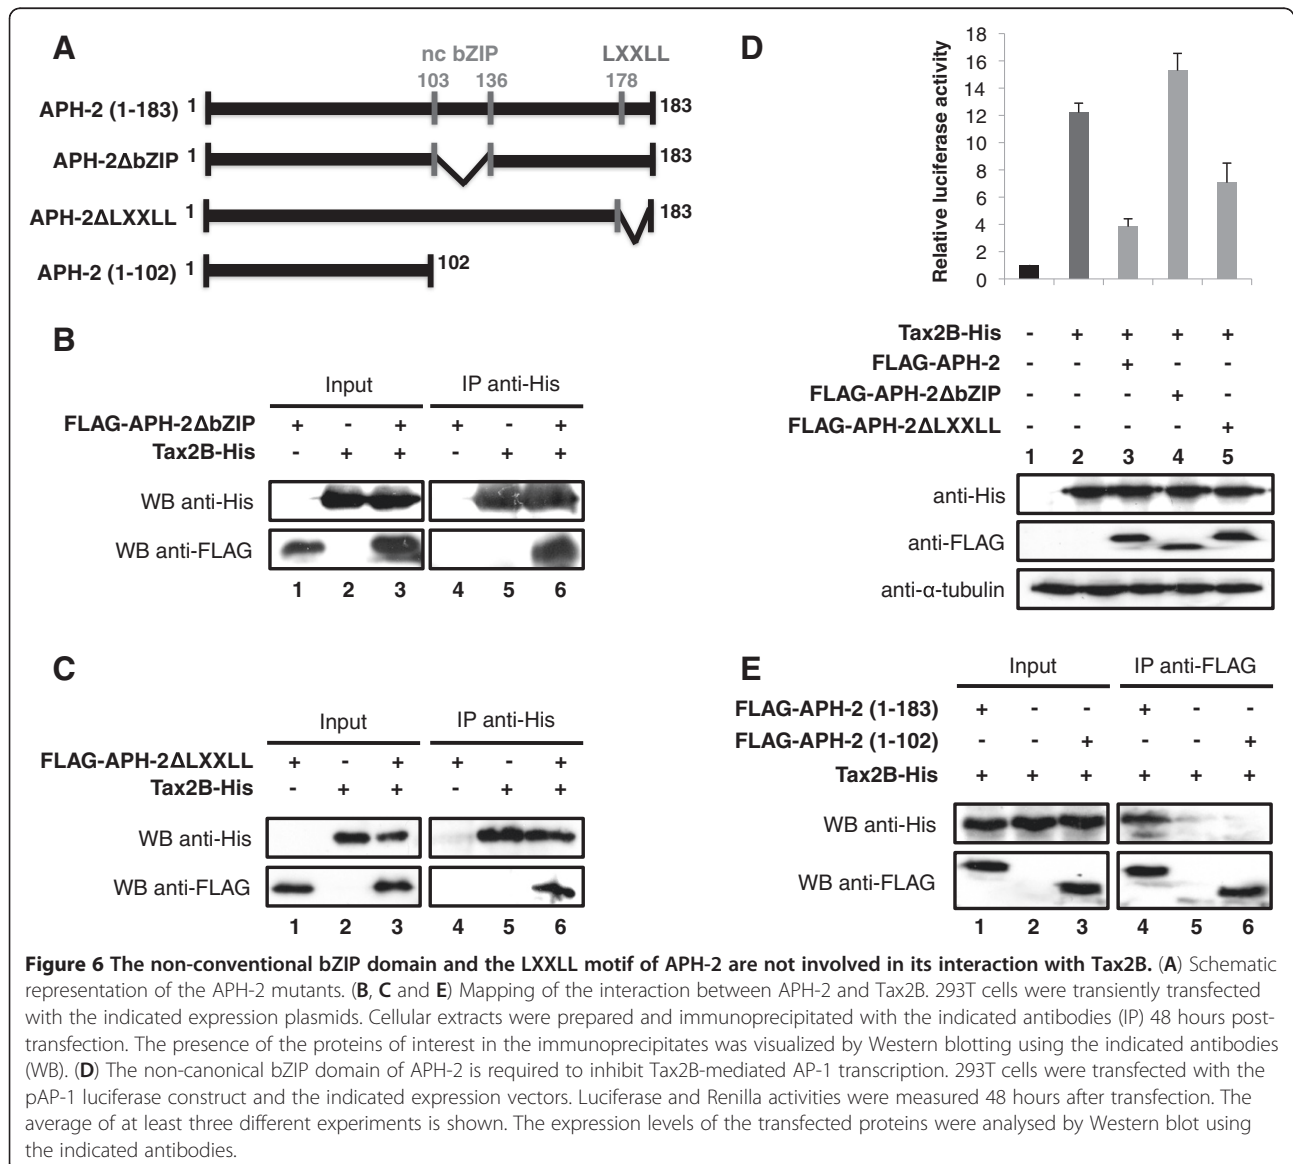 A
nc bZIP
LXXLL
103 136 178
APH-2 (1-183) 1 183
APH-2ΔbZIP 1 183
APH-2ΔLXXLL 1 183
APH-2 (1-102) 1 102
B
Input IP anti-His
FLAG-APH-2ΔbZIP + - + + - +
Tax2B-His - + + - + +
WB anti-His
WB anti-FLAG
1 2 3 4 5 6
C
Input IP anti-His
FLAG-APH-2ΔLXXLL + - + + - +
Tax2B-His - + + - + +
WB anti-His
WB anti-FLAG
1 2 3 4 5 6
D
Relative luciferase activity
18
16
14
12
10
8
6
4
2
0
Tax2B-His - + + + +
FLAG-APH-2 - - + - -
FLAG-APH-2ΔbZIP - - - + -
FLAG-APH-2ΔLXXLL - - - - +
1 2 3 4 5
anti-His
anti-FLAG
anti-α-tubulin
E
Input IP anti-FLAG
FLAG-APH-2 (1-183) + - - + - -
FLAG-APH-2 (1-102) - - + - - +
Tax2B-His + + + + + +
WB anti-His
WB anti-FLAG
1 2 3 4 5 6
Figure 6 The non-conventional bZIP domain and the LXXLL motif of APH-2 are not involved in its interaction with Tax2B. (A) Schematic
representation of the APH-2 mutants. (B, C and E) Mapping of the interaction between APH-2 and Tax2B. 293T cells were transiently transfected
with the indicated expression plasmids. Cellular extracts were prepared and immunoprecipitated with the indicated antibodies (IP) 48 hours post-
transfection. The presence of the proteins of interest in the immunoprecipitates was visualized by Western blotting using the indicated antibodies
(WB). (D) The non-canonical bZIP domain of APH-2 is required to inhibit Tax2B-mediated AP-1 transcription. 293T cells were transfected with the
pAP-1 luciferase construct and the indicated expression vectors. Luciferase and Renilla activities were measured 48 hours after transfection. The
average of at least three different experiments is shown. The expression levels of the transfected proteins were analysed by Western blot using
the indicated antibodies.